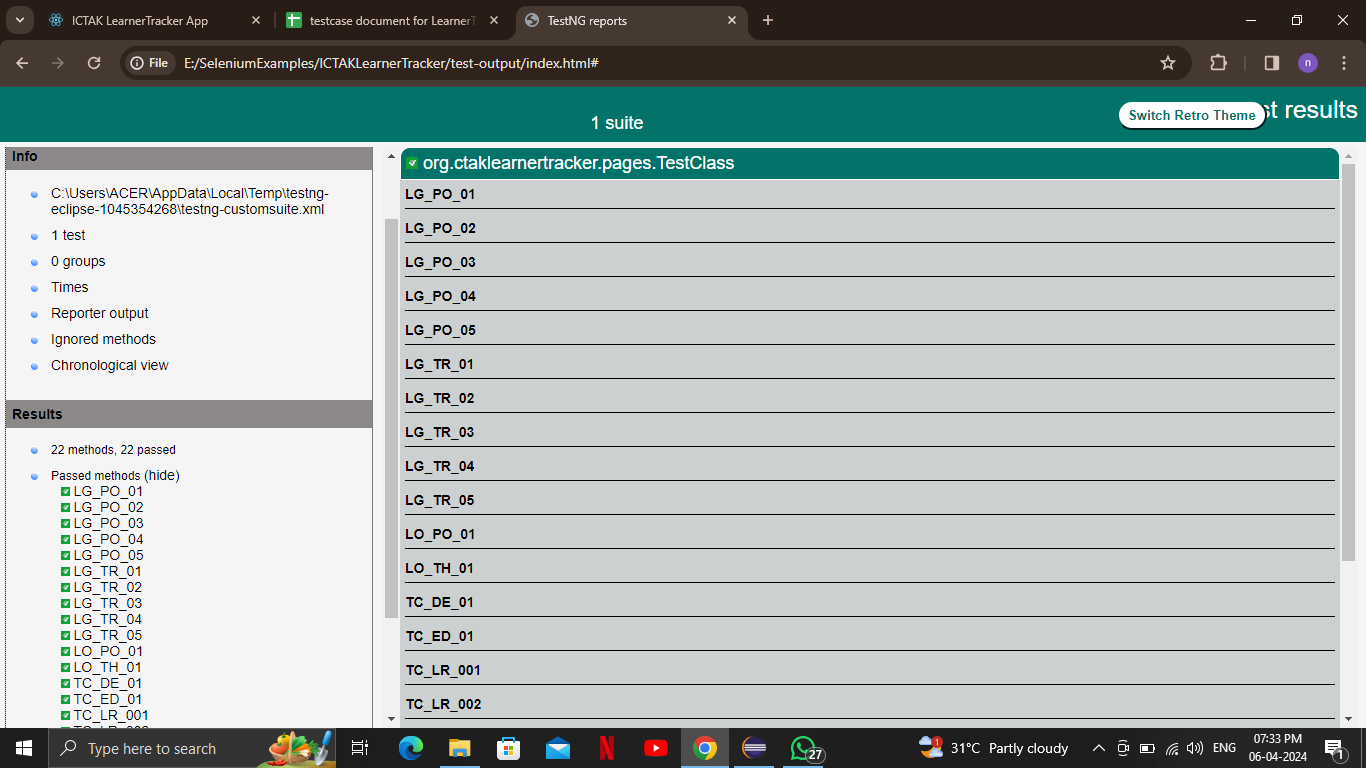 ICTAK LearnerTracker App
testcase document for LearnerT
TestNG reports
File
E:/SeleniumExamples/ICTAKLearnerTracker/test-output/index.html#
n
1 suite
Switch Retro Theme
st results
Info
C:\Users\ACER\AppData\Local\Temp\testng-
eclipse-1045354268\testng-customsuite.xml
1 test
0 groups
Times
Reporter output
Ignored methods
Chronological view
Results
22 methods, 22 passed
Passed methods (hide)
LG_PO_01
LG_PO_02
LG_PO_03
LG_PO_04
LG_PO_05
LG_TR_01
LG_TR_02
LG_TR_03
LG_TR_04
LG_TR_05
LO_PO_01
LO_TH_01
TC_DE_01
TC_ED_01
TC_LR_001
org.ctaklearnertracker.pages.TestClass
LG_PO_01
LG_PO_02
LG_PO_03
LG_PO_04
LG_PO_05
LG_TR_01
LG_TR_02
LG_TR_03
LG_TR_04
LG_TR_05
LO_PO_01
LO_TH_01
TC_DE_01
TC_ED_01
TC_LR_001
TC_LR_002
Type here to search
27
31°C Partly cloudy
ENG
07:33 PM
06-04-2024
1